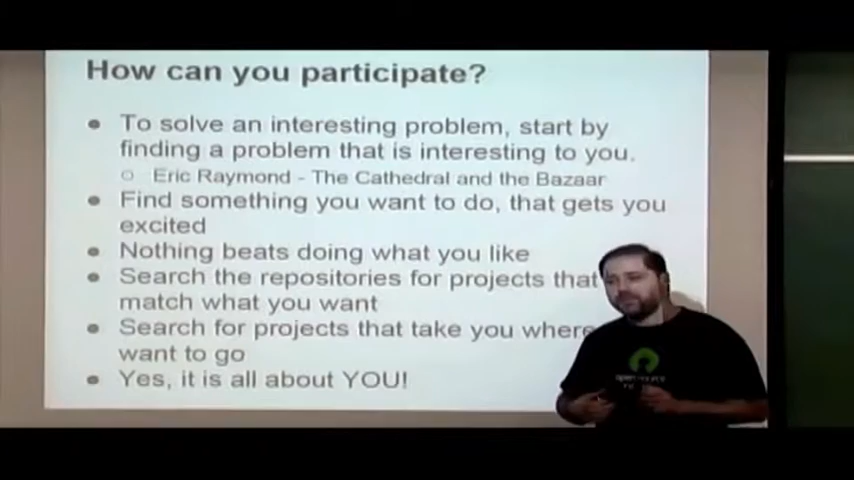 How can you participate?
To solve an interesting problem, start by
finding a problem that is interesting to you.
Eric Raymond - The Cathedral and the Bazaar
Find something you want to do, that gets you
excited
Nothing beats doing what you like
Search the repositories for projects that
match what you want
Search for projects that take you where
want to go
Yes, it is all about YOU!